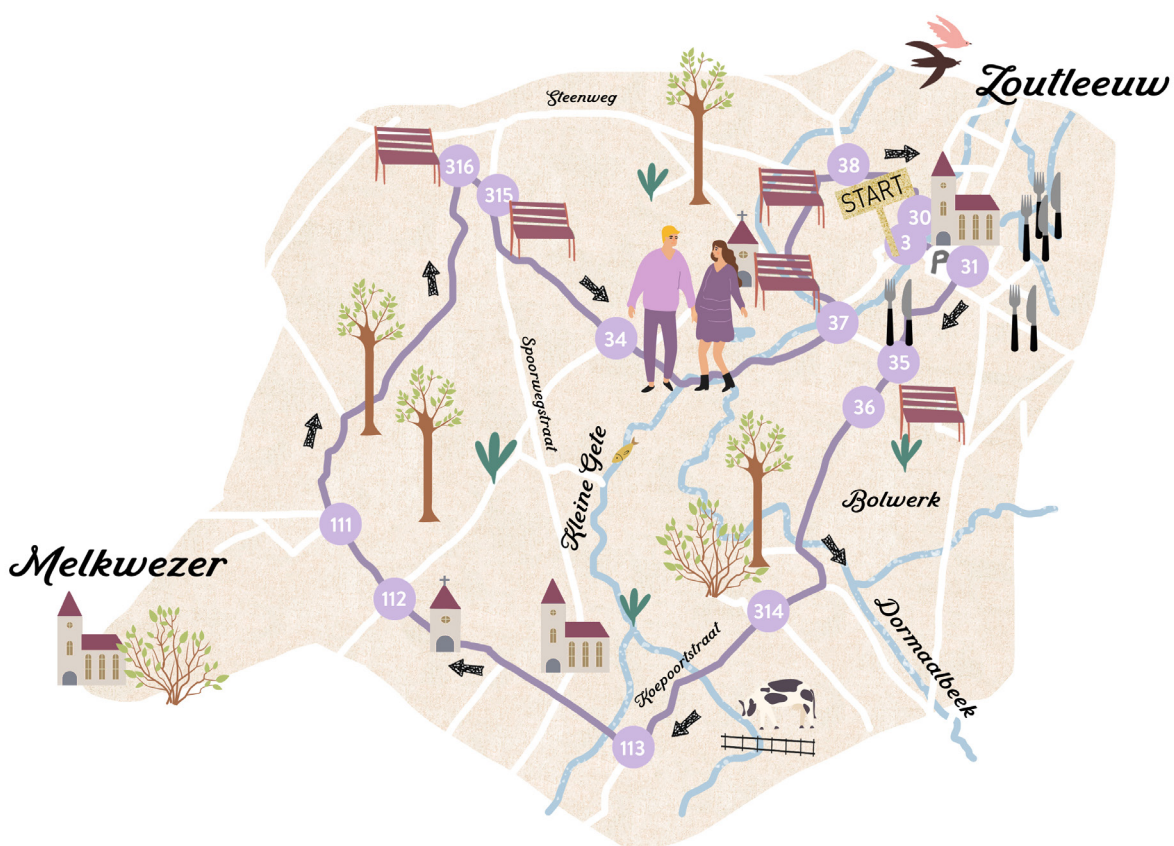 Zoutleeuw
Steenweg
38
316
315
START
30
3
P
31
34
37
35
36
Spoorwegstraat
Kleine Gete
Bolwerk
111
Melkwezer
112
314
Dormaalbeek
Koepoortstraat
113